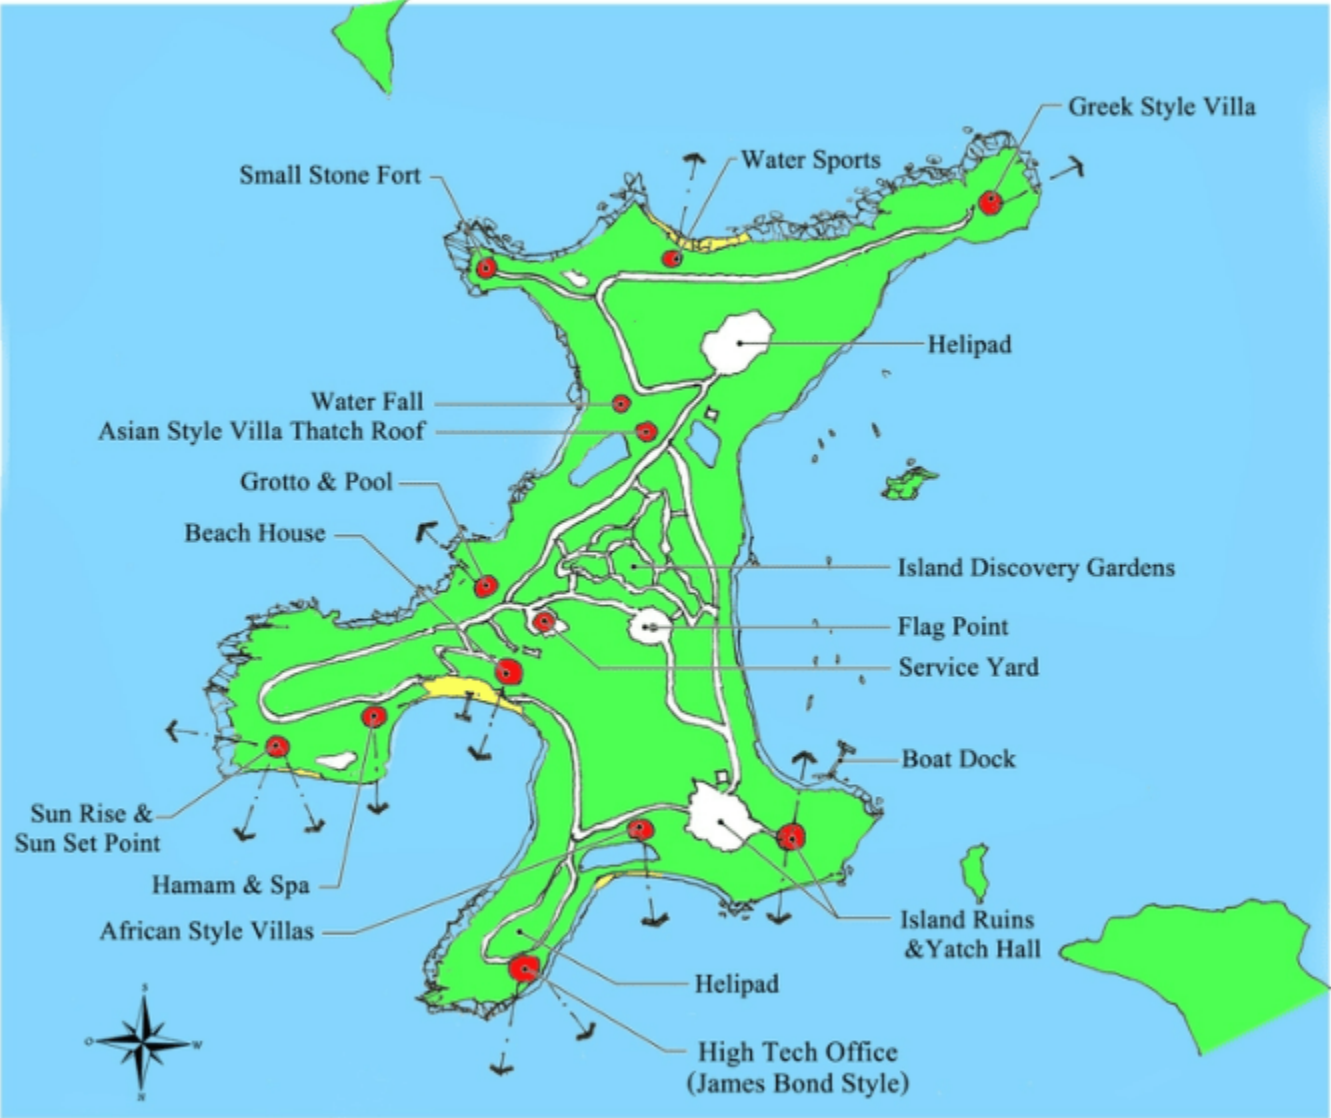 Greek Style Villa
Water Sports
Small Stone Fort
Helipad
Water Fall
Asian Style Villa Thatch Roof
Grotto & Pool
Beach House
Island Discovery Gardens
Flag Point
Service Yard
Boat Dock
Sun Rise &
Sun Set Point
Hamam & Spa
African Style Villas
Island Ruins
&Yatch Hall
Helipad
High Tech Office
(James Bond Style)
S
O
W
N